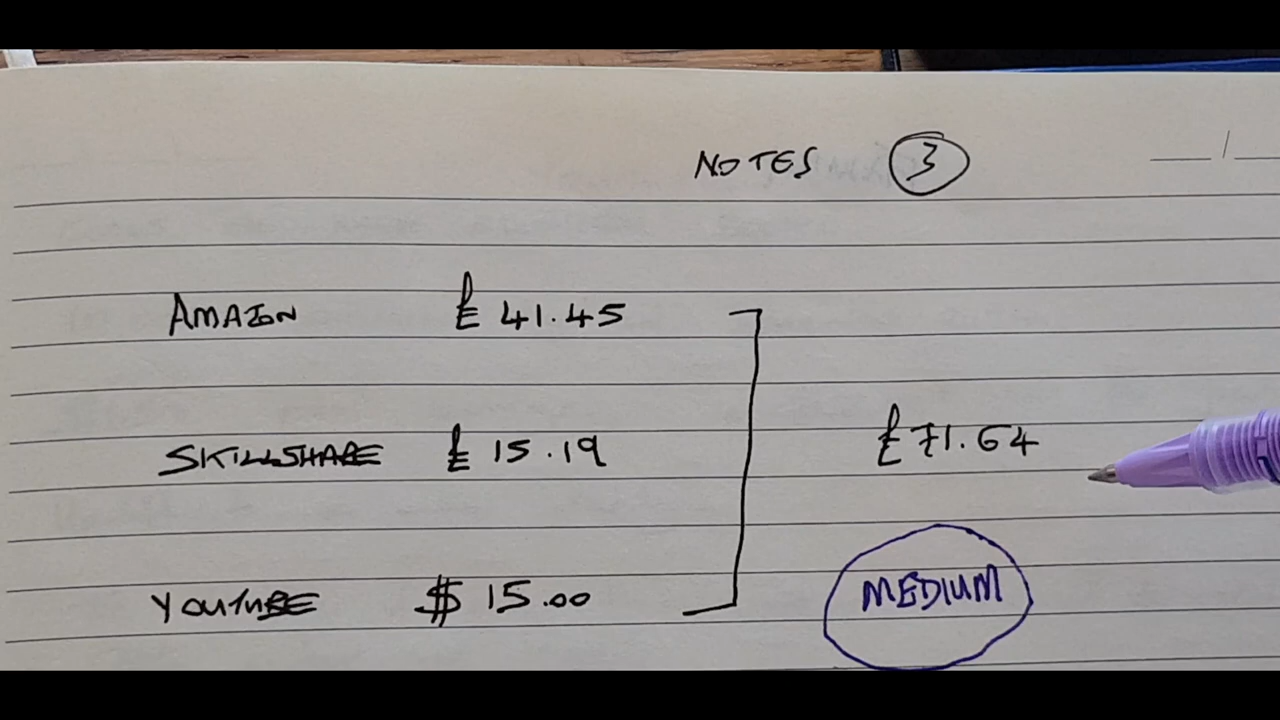 NOTES 3
AMAZON £ 41.45
SKILLSHARE £ 15.19
£71.64
YOUTUBE $ 15.00
MEDIUM